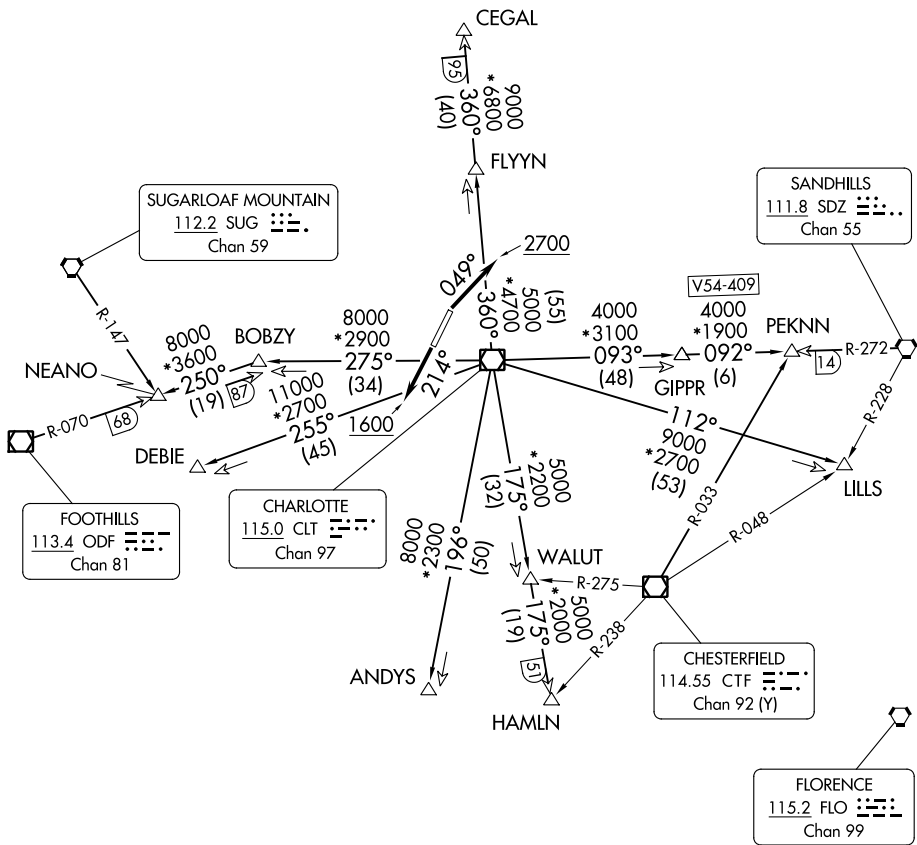 CEGAL
95
360°
9000
*6800
(40)
FLYYN
SUGARLOAF MOUNTAIN
112.2 SUG
Chan 59
SANDHILLS
111.8 SDZ
Chan 55
2700
049°
360°
5000
*4700
(55)
V54-409
R-147
8000
*3600
250°
(19)
BOBZY
87
8000
*2900
275°
(34)
4000
*3100
093°
(48)
GIPPR
4000
*1900
092°
(6)
PEKNN
14
R-272
NEANO
R-228
214°
1600
R-070
68
11000
*2700
255°
(45)
DEBIE
112°
9000
*2700
(53)
LILLS
FOOTHILLS
113.4 ODF
Chan 81
CHARLOTTE
115.0 CLT
Chan 97
5000
*2200
175°
(32)
R-033
R-048
8000
*2300
196°
(50)
WALUT
R-275
5000
*2000
175°
(19)
51
R-238
ANDYS
HAMLN
CHESTERFIELD
114.55 CTF
Chan 92 (Y)
FLORENCE
115.2 FLO
Chan 99